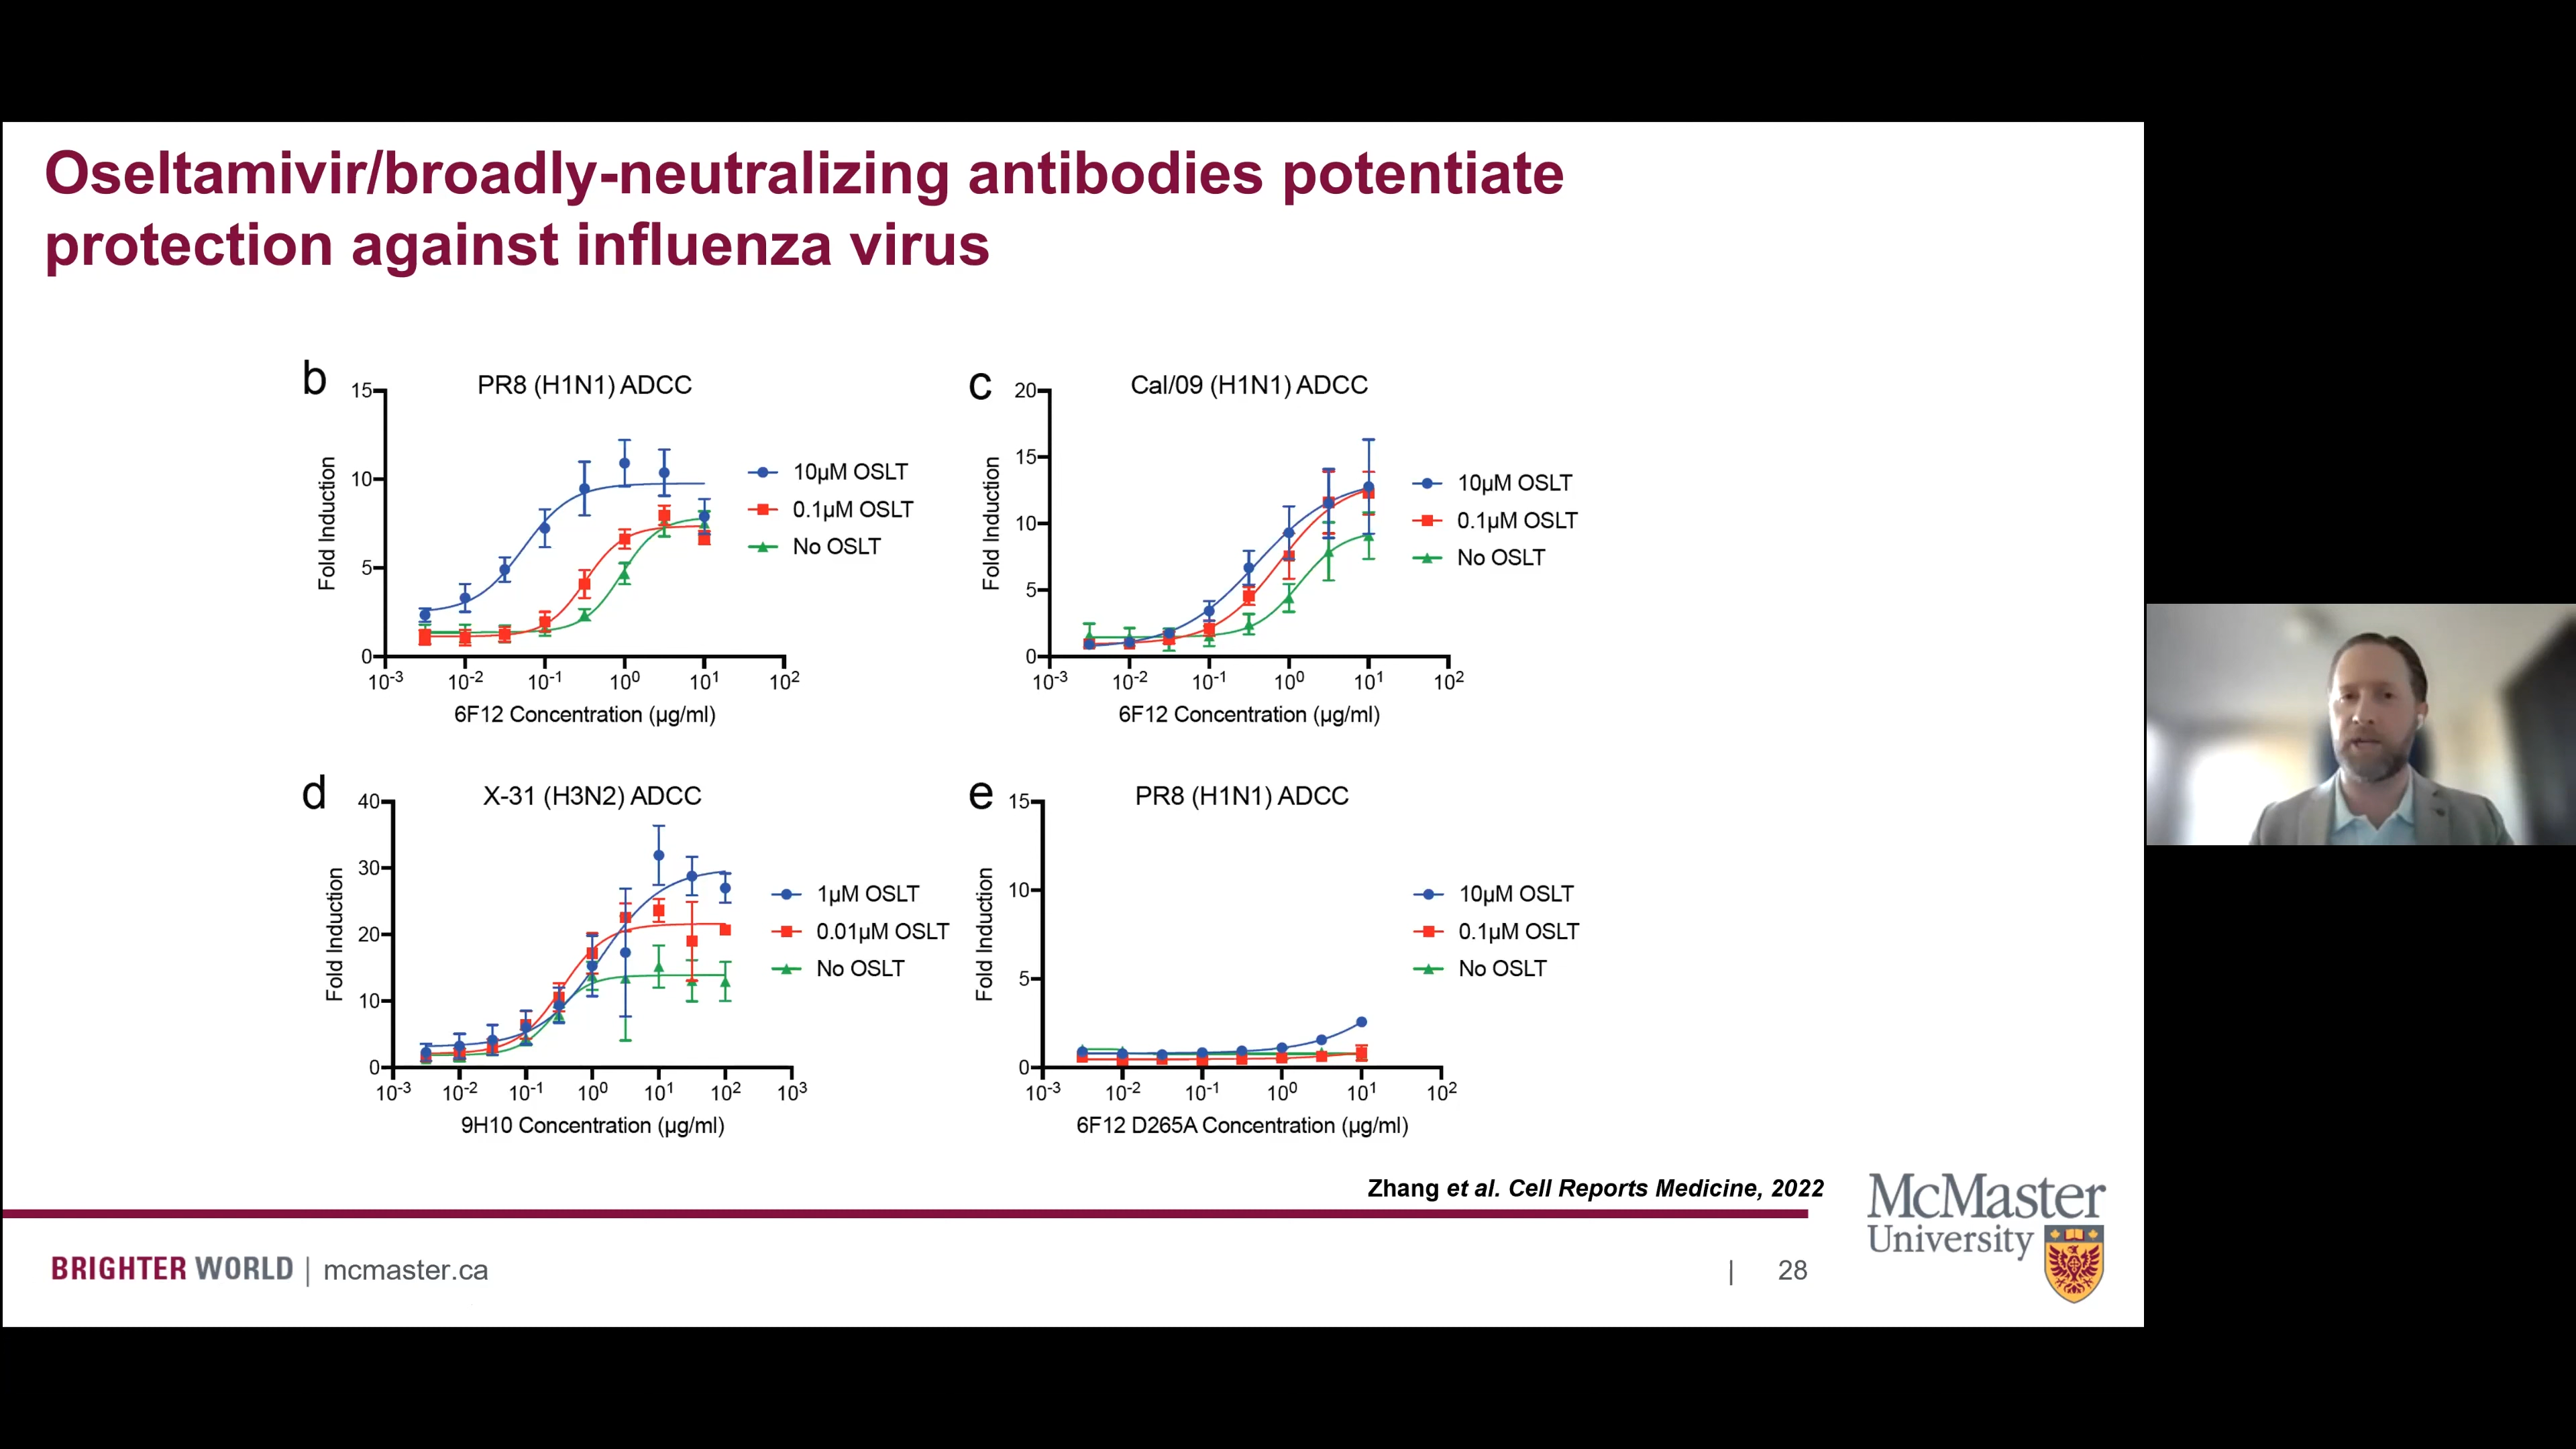 Oseltamivir/broadly-neutralizing antibodies potentiate
protection against influenza virus
b
PR8 (H1N1) ADCC
15
10
5
0
Fold Induction
10-3 10-2 10-1 100 101 102
6F12 Concentration (µg/ml)
10µM OSLT
0.1µM OSLT
No OSLT
c
Cal/09 (H1N1) ADCC
20
15
10
5
0
Fold Induction
10-3 10-2 10-1 100 101 102
6F12 Concentration (µg/ml)
10µM OSLT
0.1µM OSLT
No OSLT
d
X-31 (H3N2) ADCC
40
30
20
10
0
Fold Induction
10-3 10-2 10-1 100 101 102 103
9H10 Concentration (µg/ml)
1µM OSLT
0.01µM OSLT
No OSLT
e
PR8 (H1N1) ADCC
15
10
5
0
Fold Induction
10-3 10-2 10-1 100 101 102
6F12 D265A Concentration (µg/ml)
10µM OSLT
0.1µM OSLT
No OSLT
Zhang et al. Cell Reports Medicine, 2022
McMaster
University
BRIGHTER WORLD | mcmaster.ca
| 28